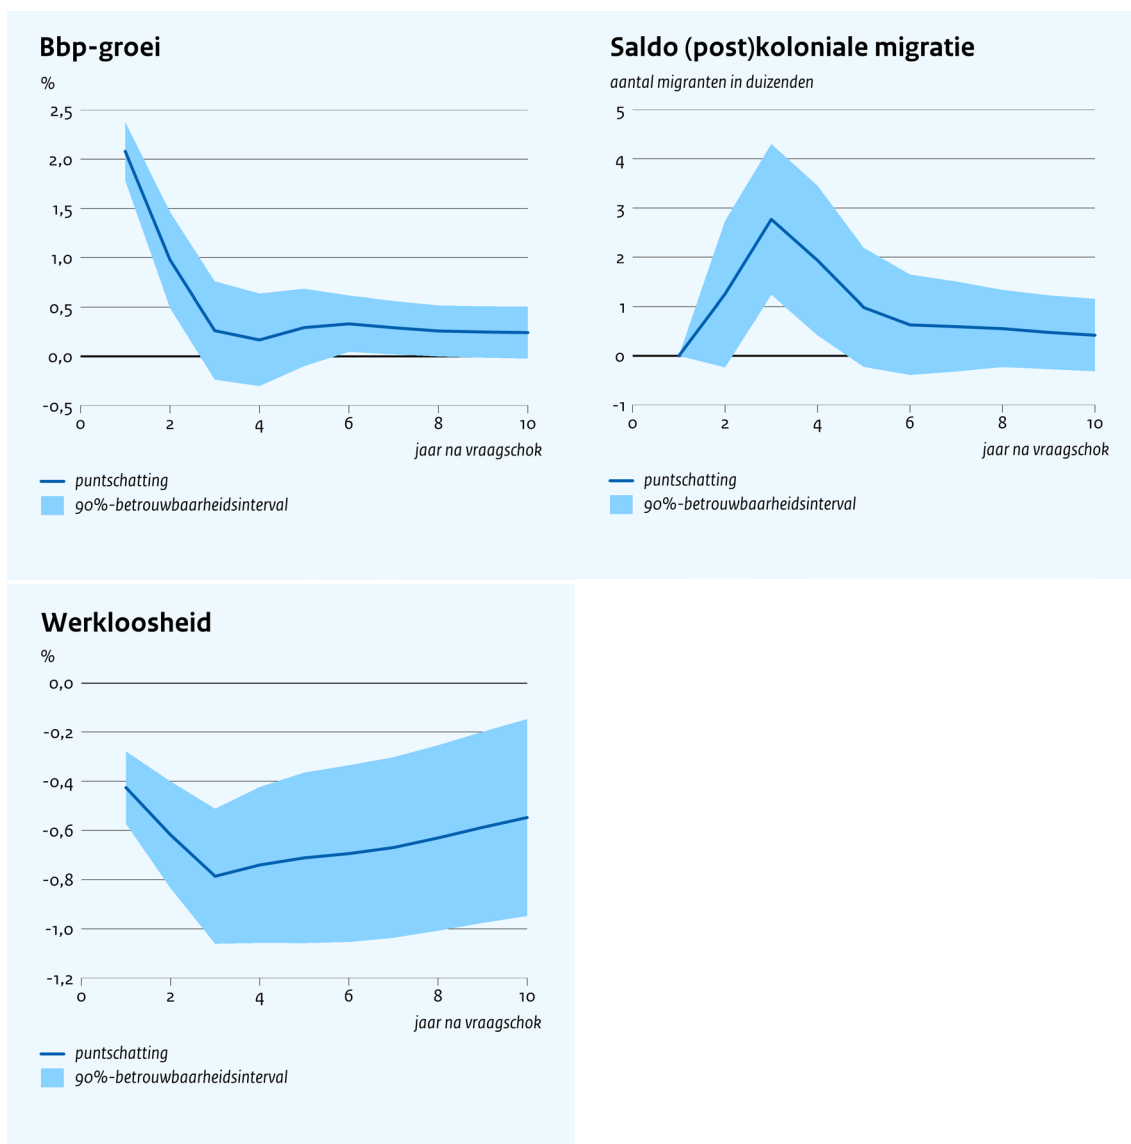 Bbp-groei
%
2,5
2,0
1,5
1,0
0,5
0,0
-0,5
0 2 4 6 8 10
jaar na vraagschok
puntschatting
90%-betrouwbaarheidsinterval
Saldo (post)koloniale migratie
aantal migranten in duizenden
5
4
3
2
1
0
-1
0 2 4 6 8 10
jaar na vraagschok
puntschatting
90%-betrouwbaarheidsinterval
Werkloosheid
%
0,0
-0,2
-0,4
-0,6
-0,8
-1,0
-1,2
0 2 4 6 8 10
jaar na vraagschok
puntschatting
90%-betrouwbaarheidsinterval